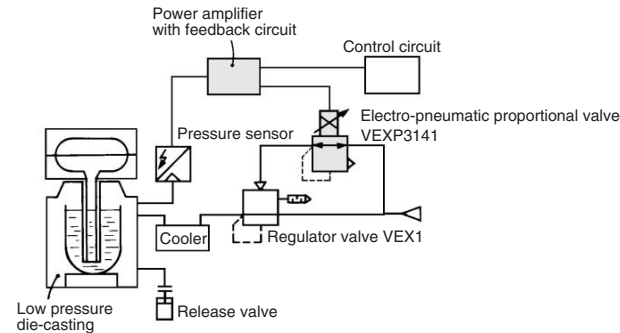 Power amplifier
with feedback circuit
Control circuit
Electro-pneumatic proportional valve
VEXP3141
Pressure sensor
Cooler
Regulator valve VEX1
Low pressure
die-casting
Release valve